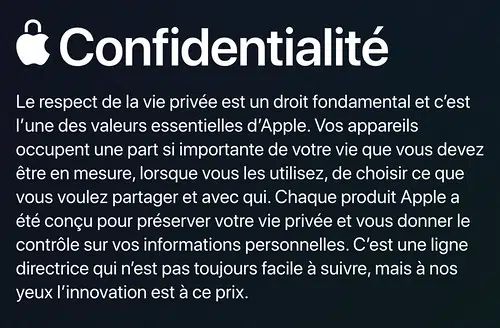 Confidentialité
Le respect de la vie privée est un droit fondamental et c’est
l’une des valeurs essentielles d’Apple. Vos appareils
occupent une part si importante de votre vie que vous devez
être en mesure, lorsque vous les utilisez, de choisir ce que
vous voulez partager et avec qui. Chaque produit Apple a
été conçu pour préserver votre vie privée et vous donner le
contrôle sur vos informations personnelles. C’est une ligne
directrice qui n’est pas toujours facile à suivre, mais à nos
yeux l’innovation est à ce prix.